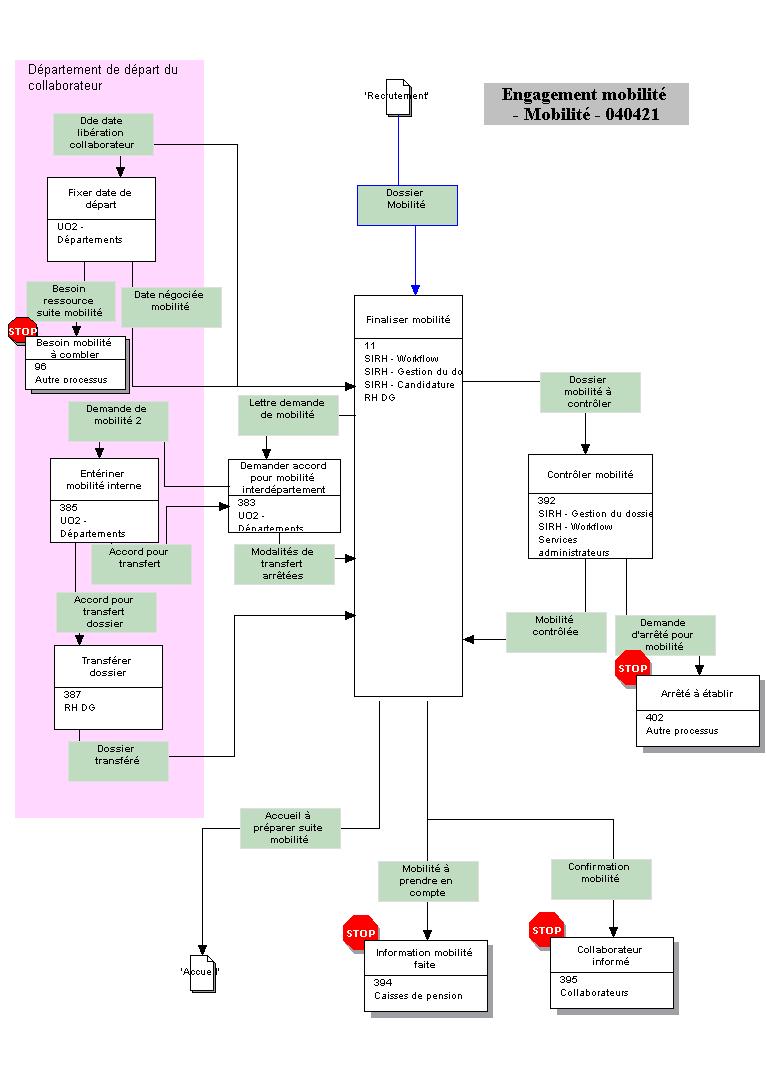 Département de départ du
collaborateur
'Recrutement'
Engagement mobilité
- Mobilité - 040421
Dde date
libération
collaborateur
Fixer date de
départ
UO2 -
Départements
Dossier
Mobilité
Besoin
ressource
suite mobilité
Date négociée
mobilité
STOP
Besoin mobilité
à combler
96
Autre processus
Finaliser mobilité
11
SIRH - Workflow
SIRH - Gestion du do
SIRH - Candidature
RH DG
Dossier
mobilité à
contrôler
Demande de
mobilité 2
Lettre demande
de mobilité
Entériner
mobilité interne
385
UO2 -
Départements
Demander accord
pour mobilité
interdépartement
383
UO2 -
Départements
Contrôler mobilité
392
SIRH - Gestion du dossie
SIRH - Workflow
Services
administrateurs
Accord pour
transfert
Modalités de
transfert
arrêtées
Accord pour
transfert
dossier
Mobilité
contrôlée
Demande
d'arrêté pour
mobilité
STOP
Transférer
dossier
387
RH DG
Arrêté à établir
402
Autre processus
Dossier
transféré
Accueil à
préparer suite
mobilité
Mobilité à
prendre en
compte
Confirmation
mobilité
STOP
STOP
'Accueil'
Information mobilité
faite
394
Caisses de pension
Collaborateur
informé
395
Collaborateurs